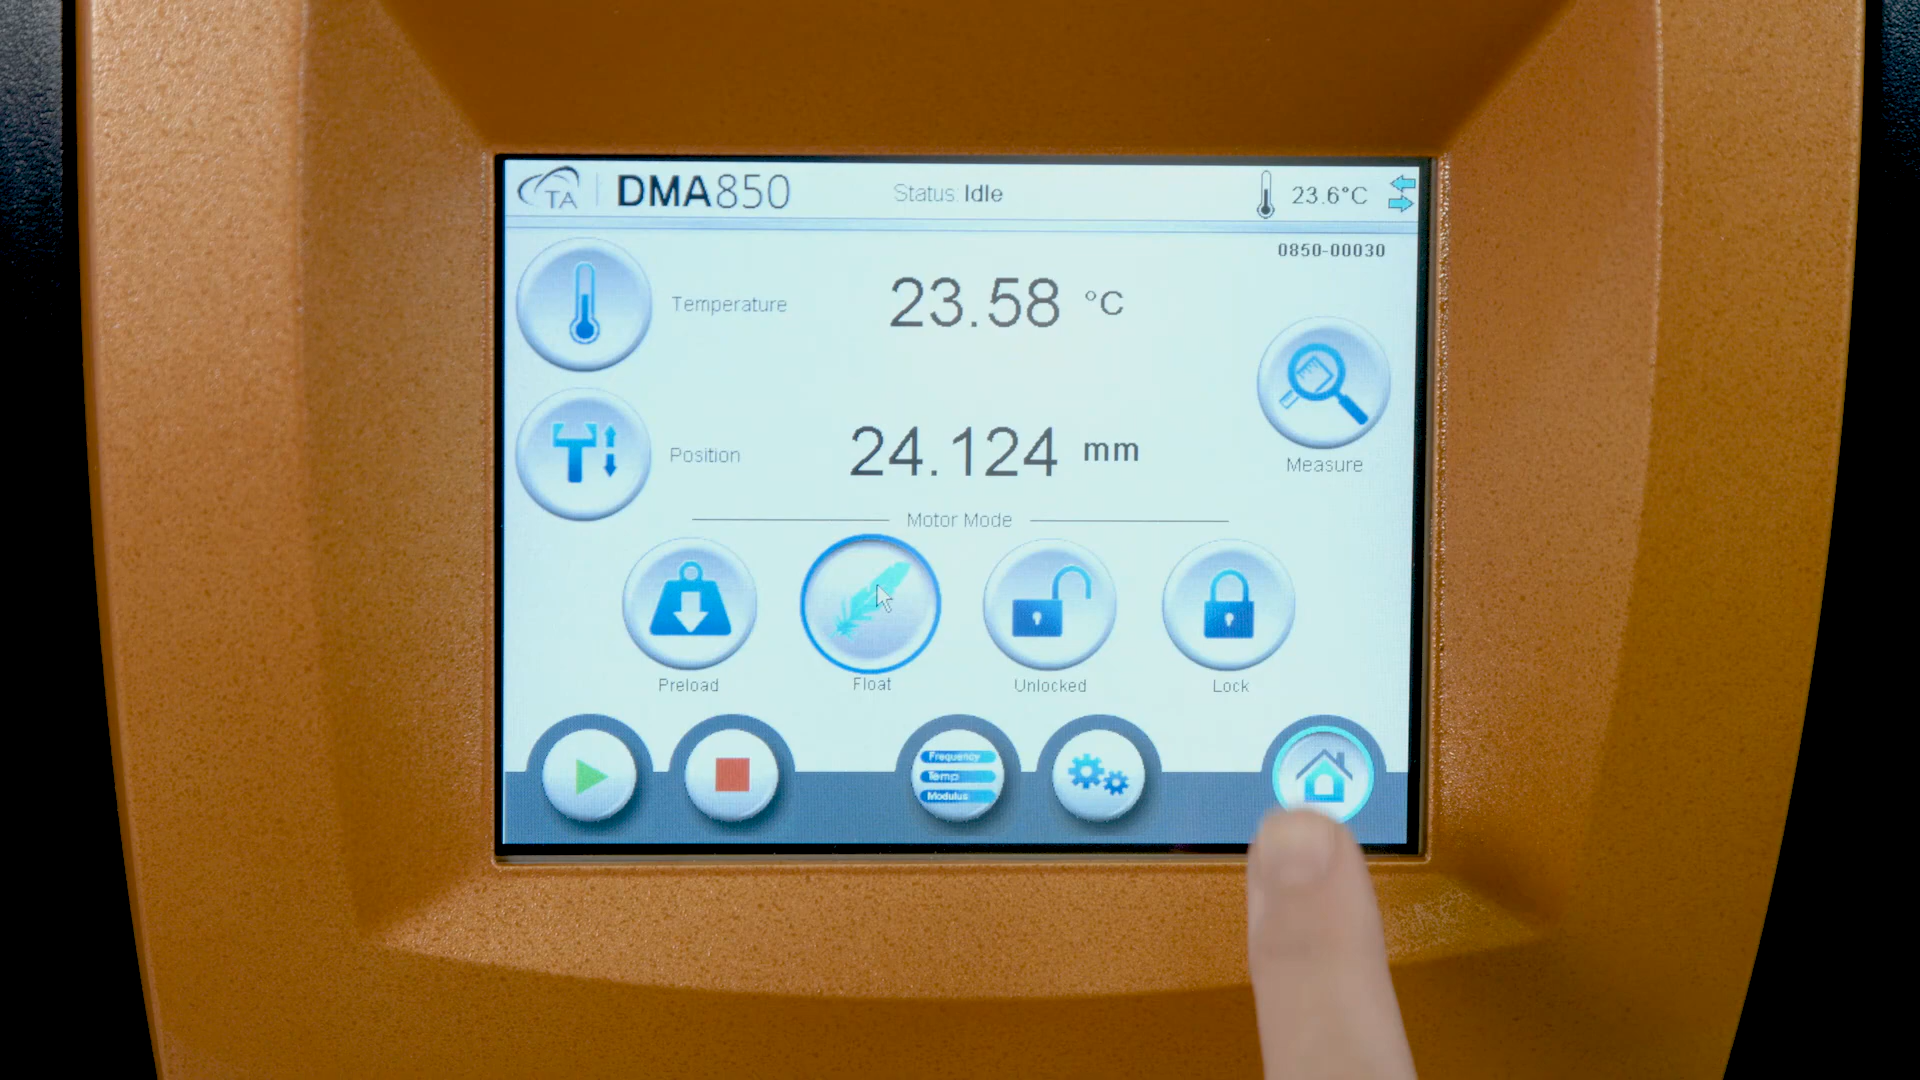 TA DMA850 Status: Idle 23.6°C
0850-00030
Temperature 23.58 °C
Position 24.124 mm
Measure
Motor Mode
Preload Float Unlocked Lock
Frequency
Temp
Modulus